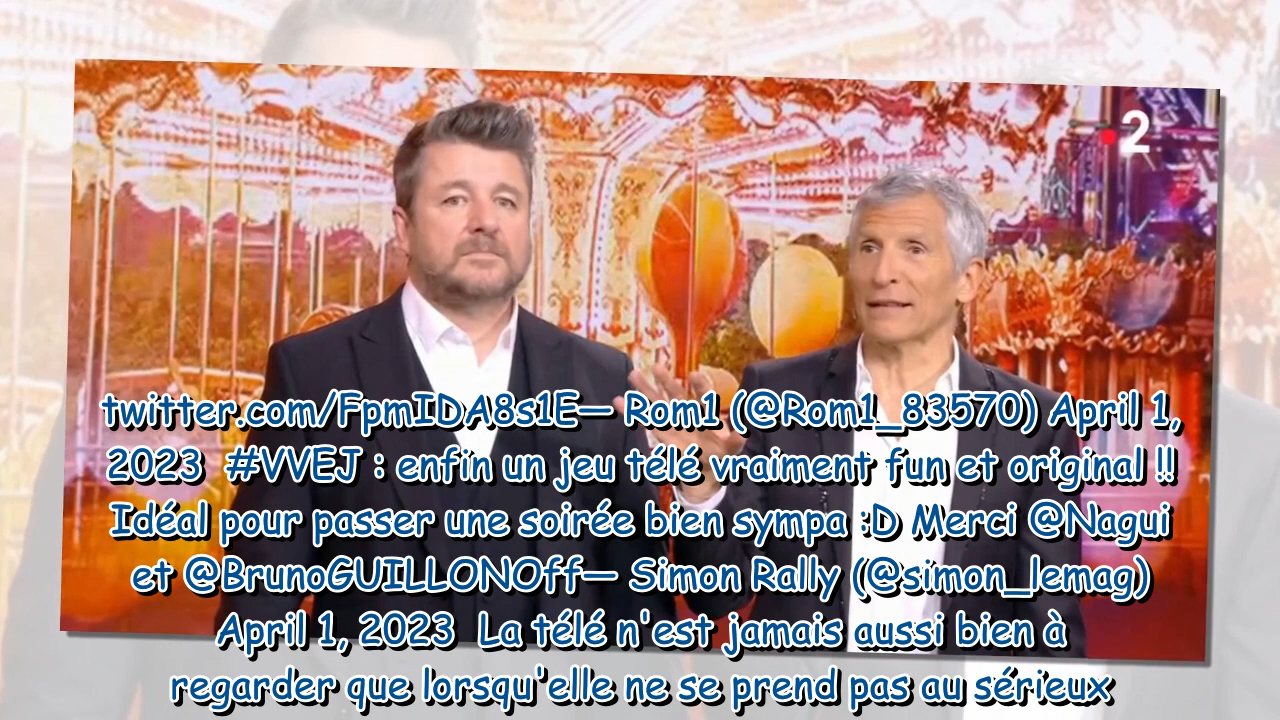 2
twitter.com/FpmIDA8s1E— Rom1 (@Rom1_83570) April 1,
2023 #VVEJ : enfin un jeu télé vraiment fun et original !!
Idéal pour passer une soirée bien sympa :D Merci @Nagui
et @BrunoGUILLONOff— Simon Rally (@simon_lemag)
April 1, 2023 La télé n'est jamais aussi bien à
regarder que lorsqu'elle ne se prend pas au sérieux